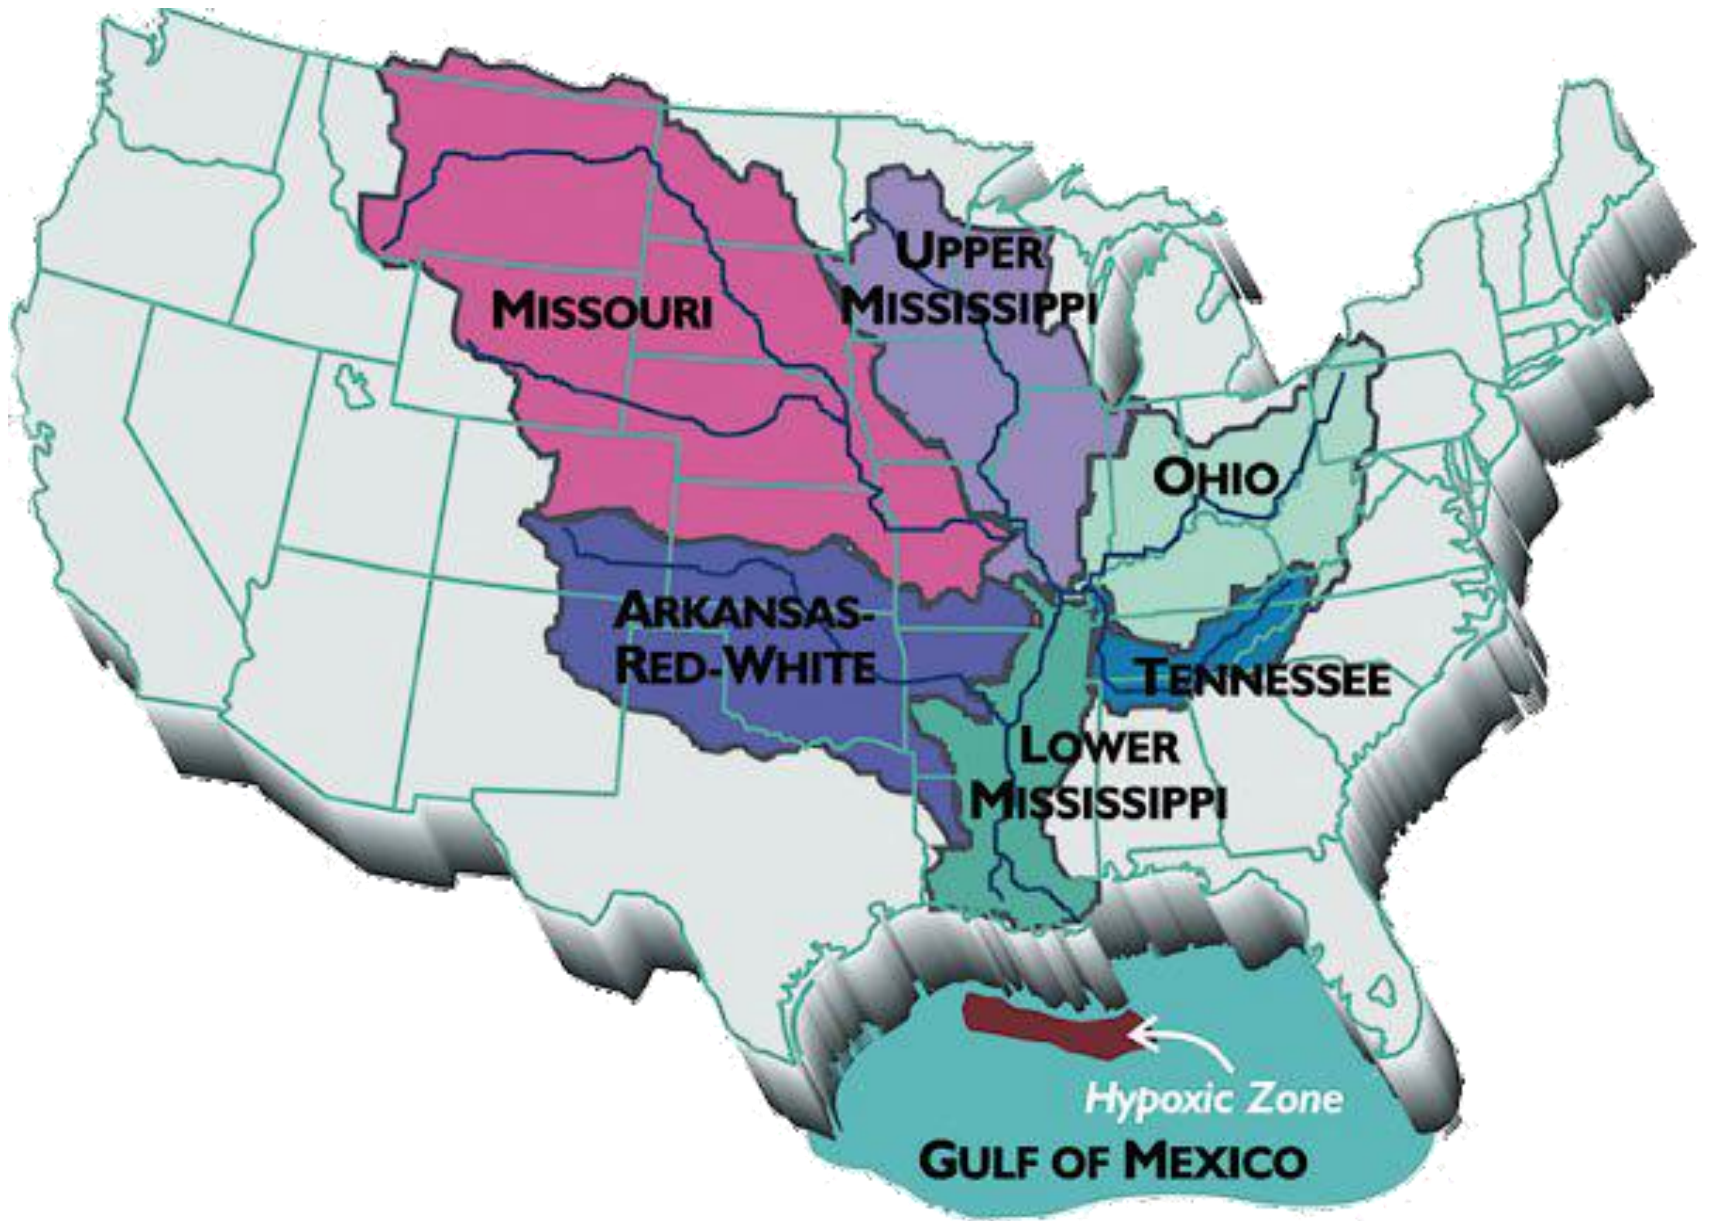 UPPER
MISSISSIPPI
MISSOURI
OHIO
ARKANSAS-
RED-WHITE
TENNESSEE
LOWER
MISSISSIPPI
Hypoxic Zone
GULF OF MEXICO